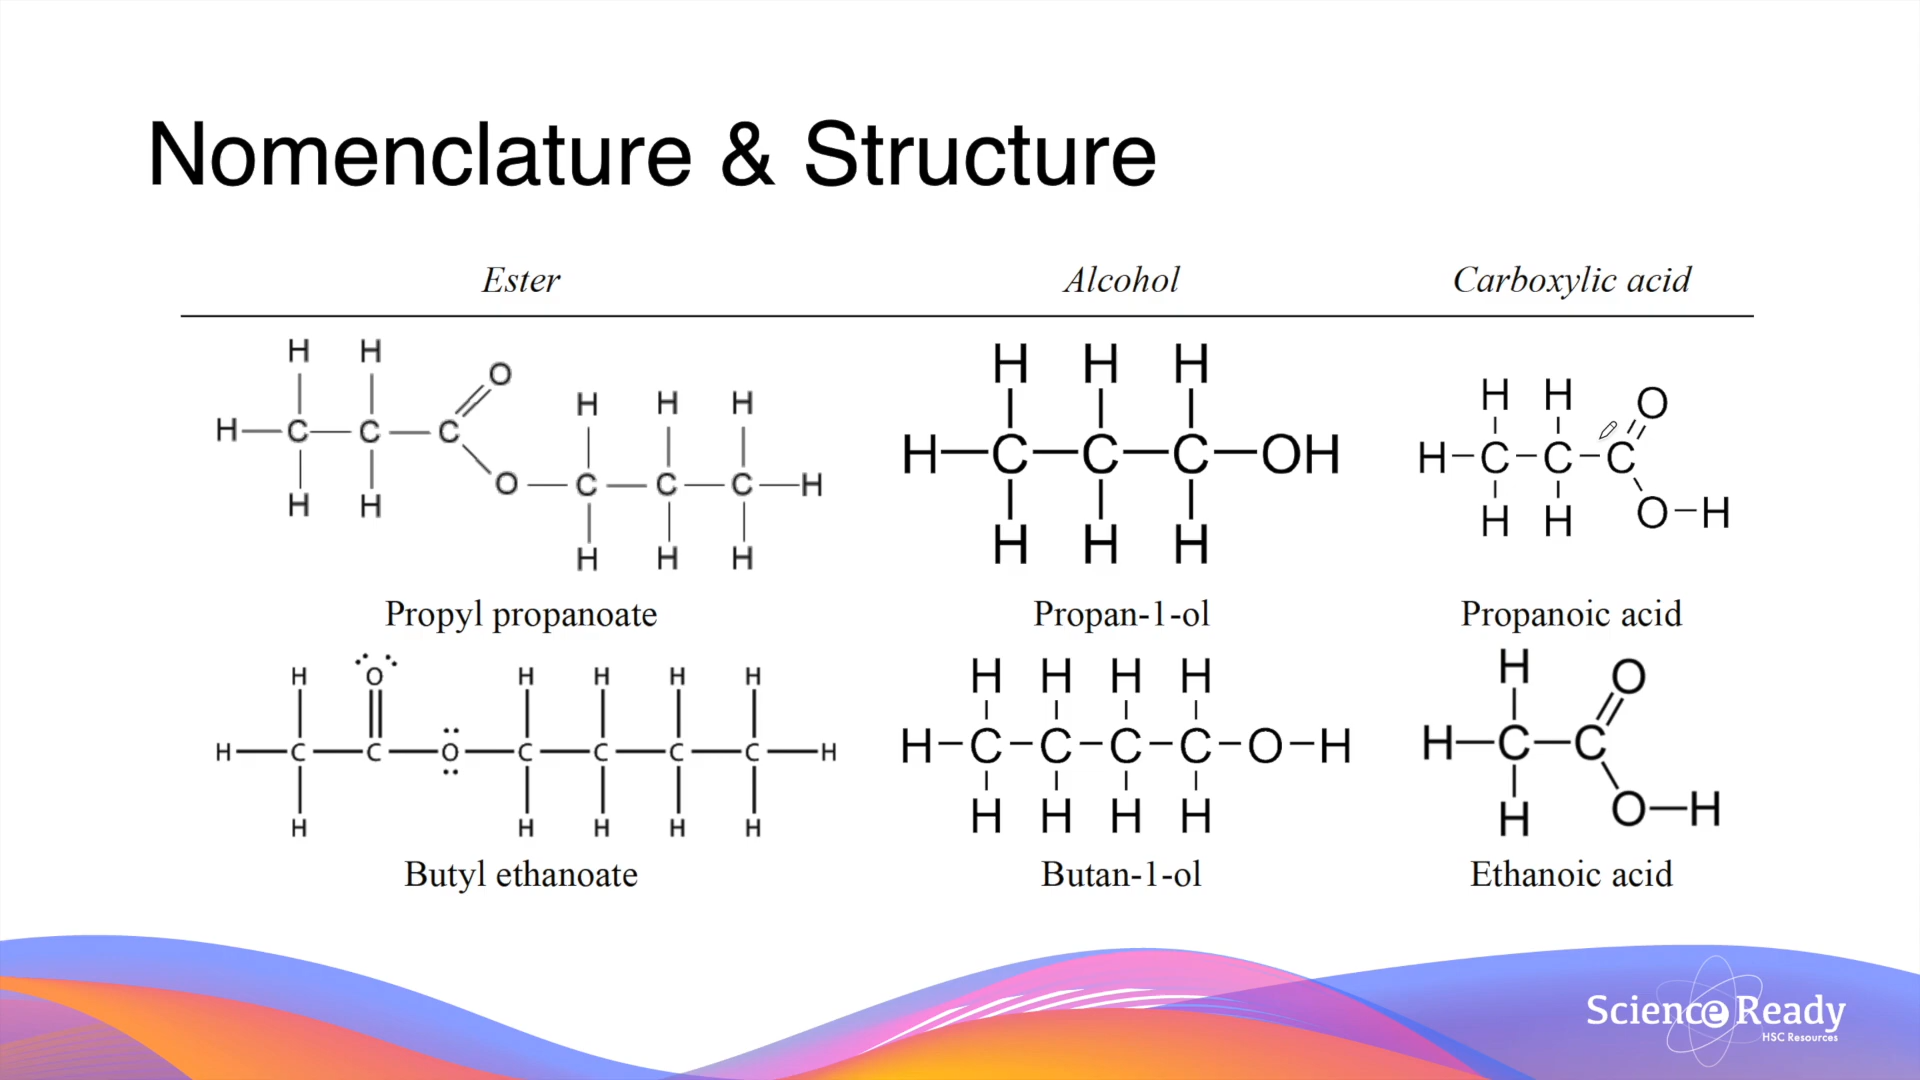 Nomenclature & Structure
Ester Alcohol Carboxylic acid
H H O H H H H
H C C C O C C C H
H H H H H
H H H
H C C C OH
H H H
H H O
H C C C
H H O H
Propyl propanoate Propan-1-ol Propanoic acid
H O H H H H
H C C O C C C C H
H H H H H
H H H H
H C C C C O H
H H H H
H O
H C C
H O H
Butyl ethanoate Butan-1-ol Ethanoic acid
Science Ready
HSC Resources